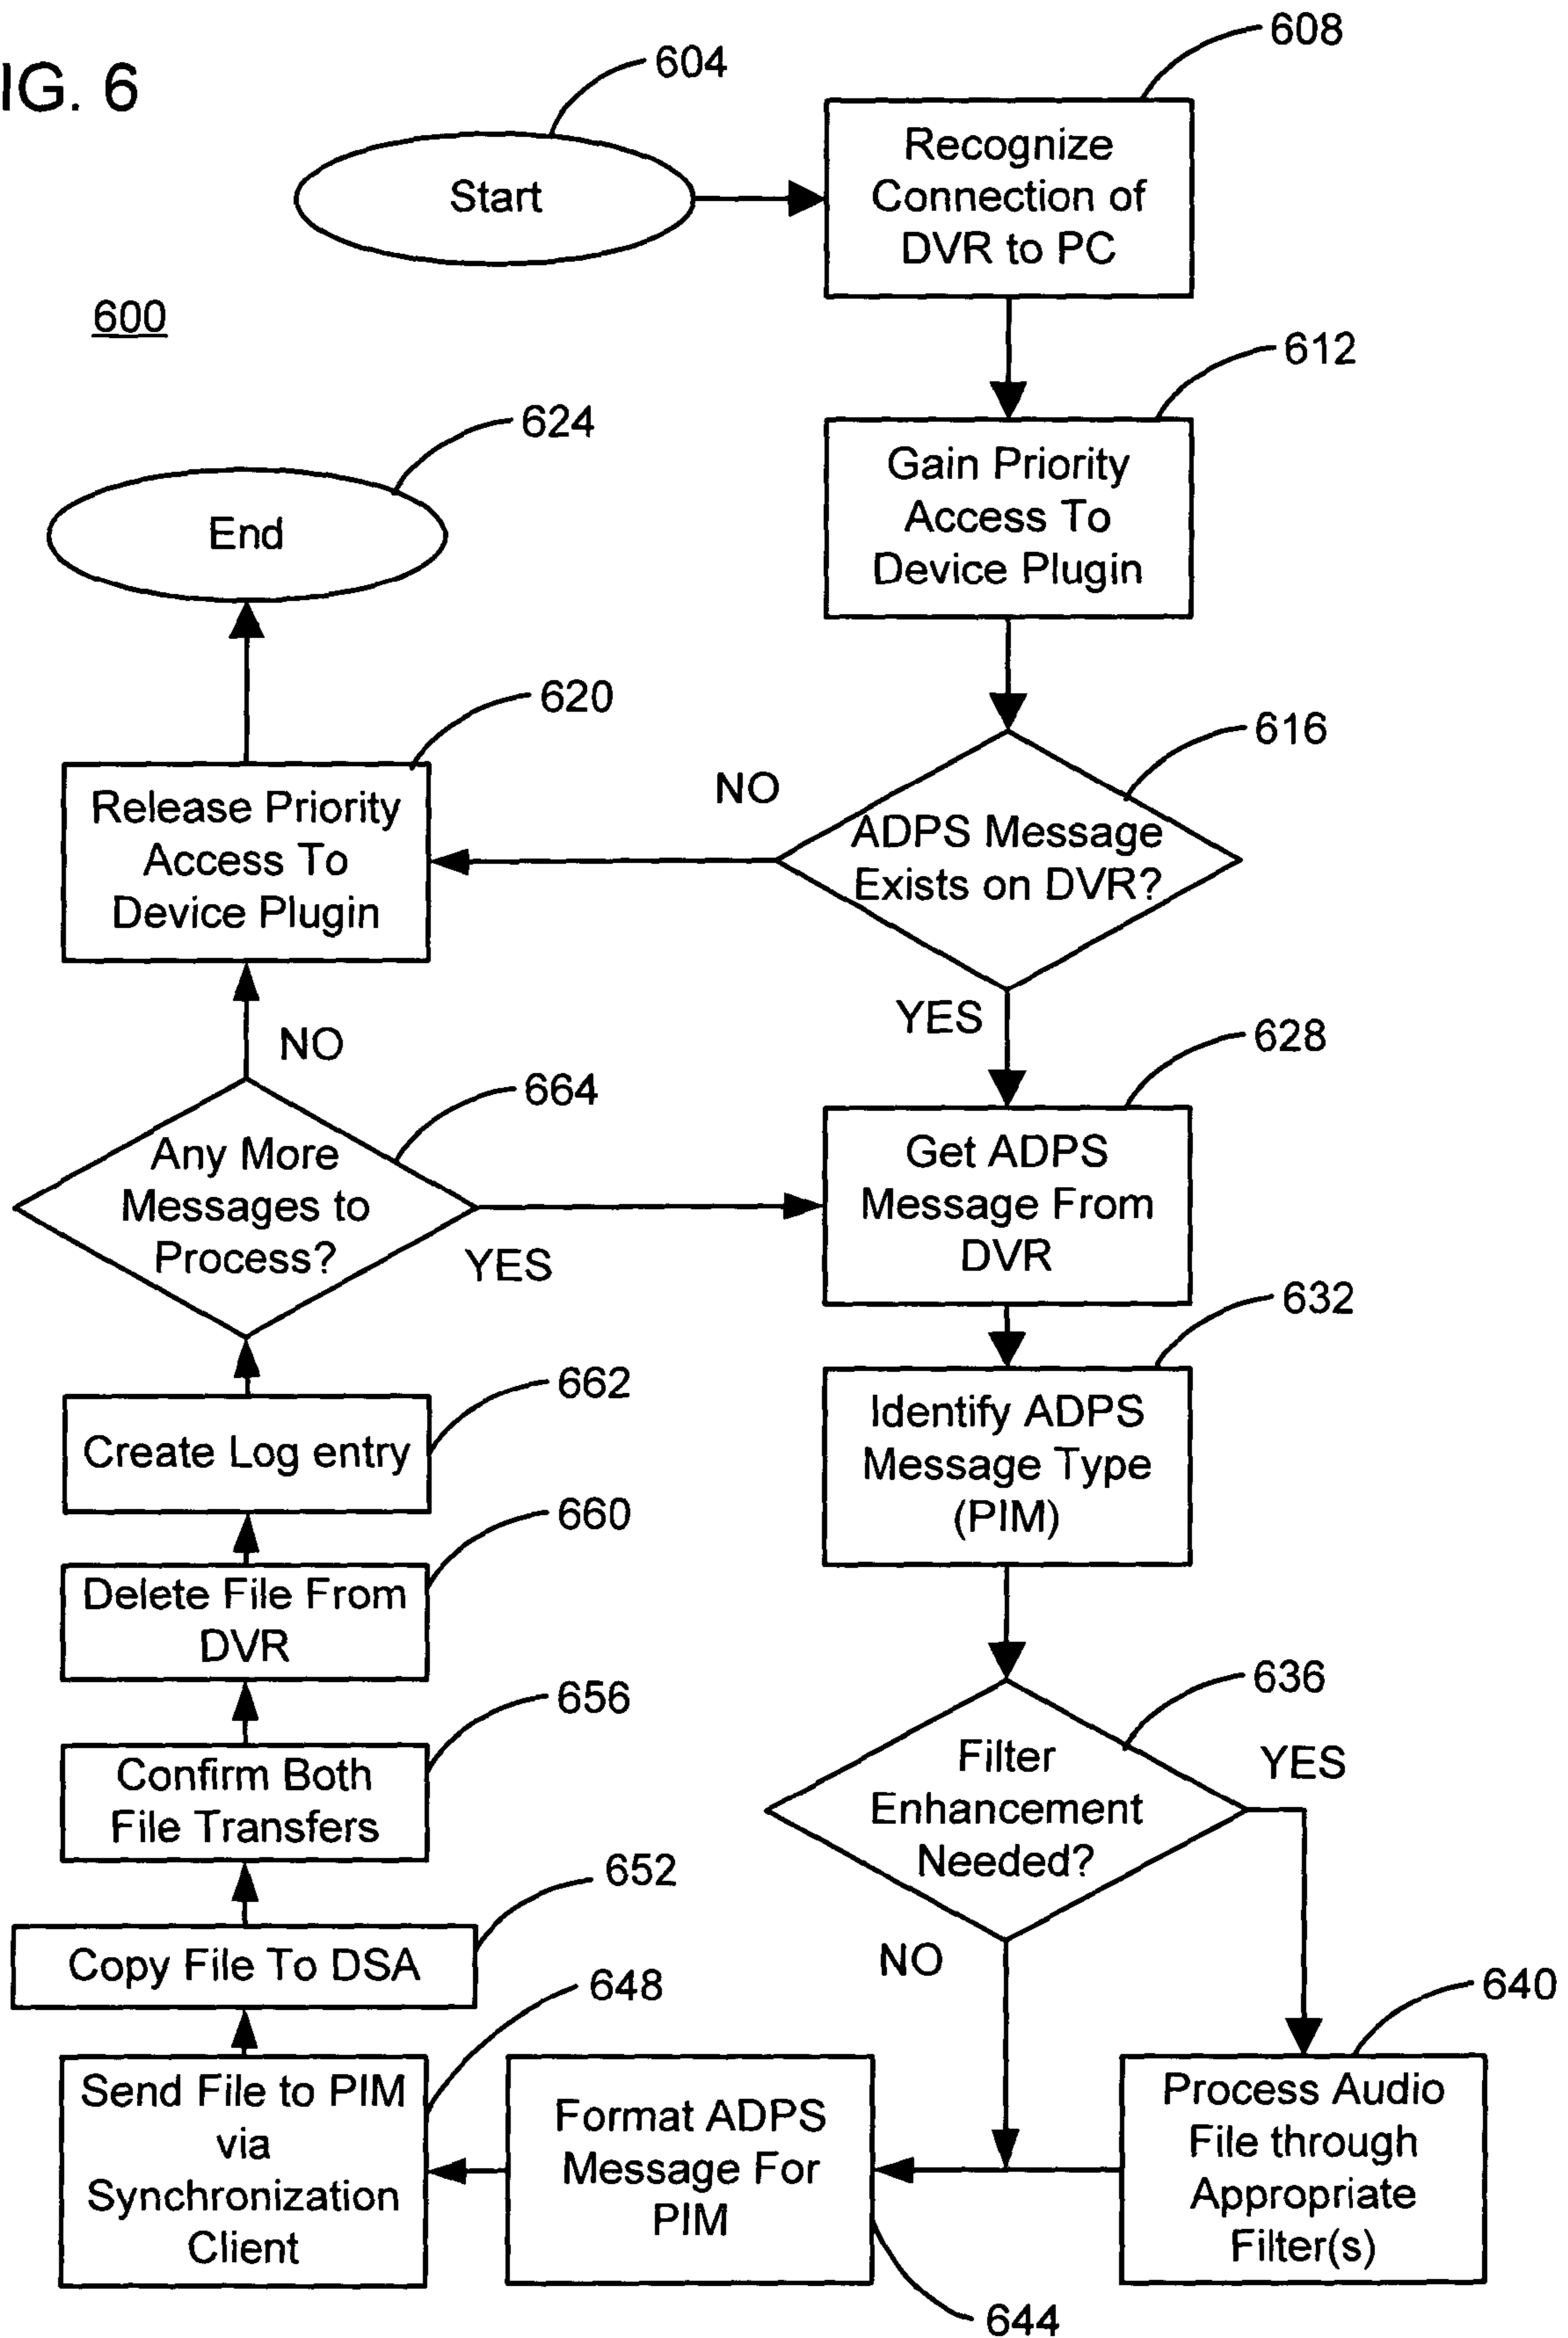 IG. 6
604
608
Start
Recognize
Connection of
DVR to PC
600
612
624
Gain Priority
Access To
Device Plugin
End
620
616
NO
Release Priority
Access To
Device Plugin
ADPS Message
Exists on DVR?
YES
628
NO
664
Any More
Messages to
Process?
YES
Get ADPS
Message From
DVR
632
662
Create Log entry
Identify ADPS
Message Type
(PIM)
660
Delete File From
DVR
636
656
Confirm Both
File Transfers
Filter
Enhancement
Needed?
YES
652
Copy File To DSA
NO
648
640
Send File to PIM
via
Synchronization
Client
Format ADPS
Message For
PIM
Process Audio
File through
Appropriate
Filter(s)
644